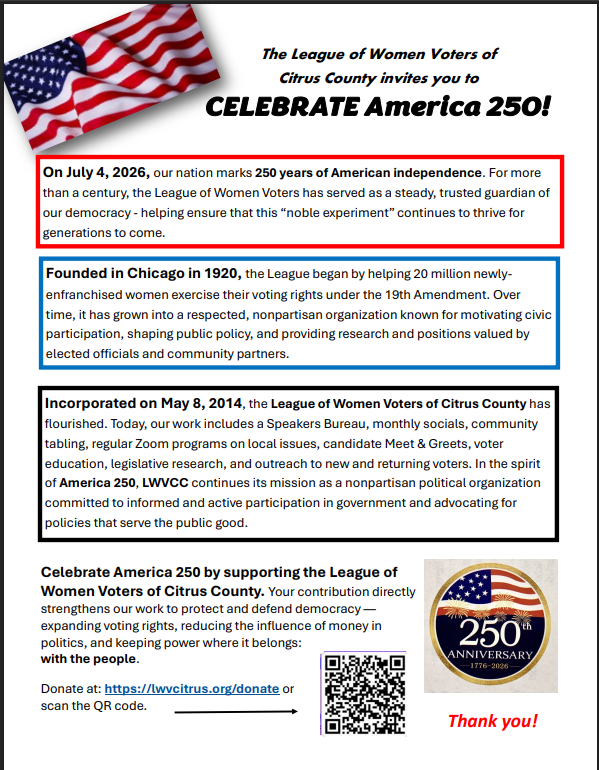 The League of Women Voters of
Citrus County invites you to
CELEBRATE America 250!
On July 4, 2026, our nation marks 250 years of American independence. For more
than a century, the League of Women Voters has served as a steady, trusted guardian of
our democracy - helping ensure that this “noble experiment” continues to thrive for
generations to come.
Founded in Chicago in 1920, the League began by helping 20 million newly-
enfranchised women exercise their voting rights under the 19th Amendment. Over
time, it has grown into a respected, nonpartisan organization known for motivating civic
participation, shaping public policy, and providing research and positions valued by
elected officials and community partners.
Incorporated on May 8, 2014, the League of Women Voters of Citrus County has
flourished. Today, our work includes a Speakers Bureau, monthly socials, community
tabling, regular Zoom programs on local issues, candidate Meet & Greets, voter
education, legislative research, and outreach to new and returning voters. In the spirit
of America 250, LWVCC continues its mission as a nonpartisan political organization
committed to informed and active participation in government and advocating for
policies that serve the public good.
Celebrate America 250 by supporting the League of
Women Voters of Citrus County. Your contribution directly
strengthens our work to protect and defend democracy —
expanding voting rights, reducing the influence of money in
politics, and keeping power where it belongs:
with the people.
Donate at: https://lwvcitrus.org/donate or
scan the QR code.
250th
ANNIVERSARY
1776-2026
Thank you!